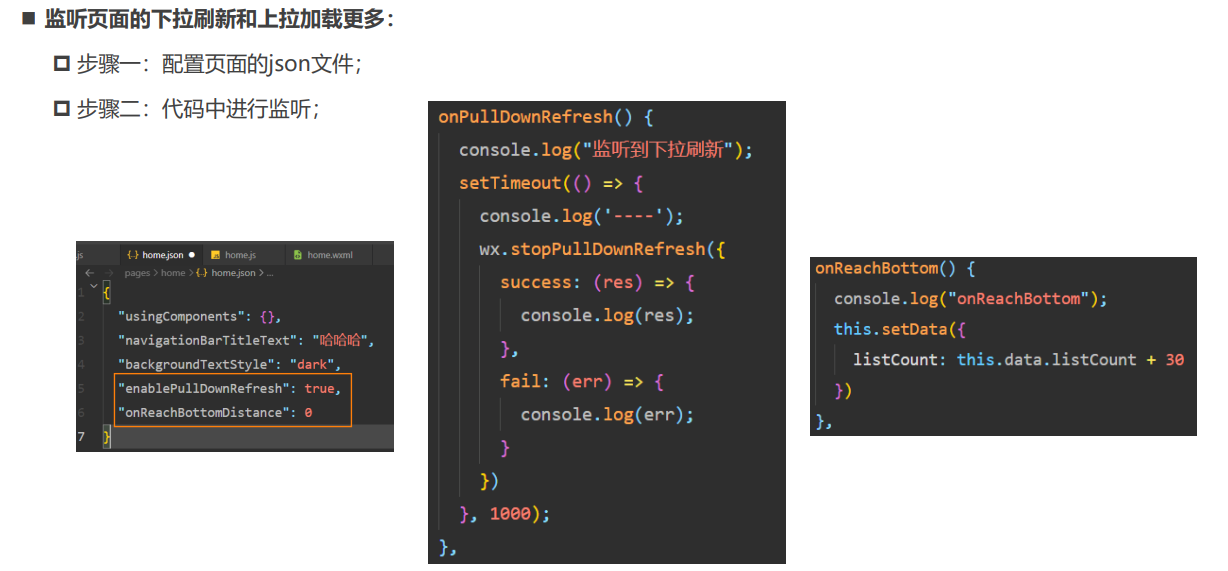 监听页面的下拉刷新和上拉加载更多：
步骤一：配置页面的json文件；
步骤二：代码中进行监听；
js
{..} home.json ●
home.js
home.wxml
pages > home > {..} home.json > ...
1 {
2 "usingComponents": {},
3 "navigationBarTitleText": "哈哈哈",
4 "backgroundTextStyle": "dark",
5 "enablePullDownRefresh": true,
6 "onReachBottomDistance": 0
7 }
onPullDownRefresh() {
console.log("监听到下拉刷新");
setTimeout(() => {
console.log('----');
wx.stopPullDownRefresh({
success: (res) => {
console.log(res);
},
fail: (err) => {
console.log(err);
}
})
}, 1000);
},
onReachBottom() {
console.log("onReachBottom");
this.setData({
listCount: this.data.listCount + 30
})
},